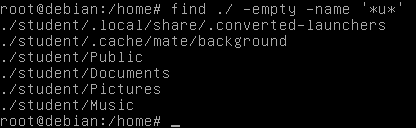 root@debian:/home# find ./ -empty -name '*u*'
./student/.local/share/.converted-launchers
./student/.cache/mate/background
./student/Public
./student/Documents
./student/Pictures
./student/Music
root@debian:/home# _